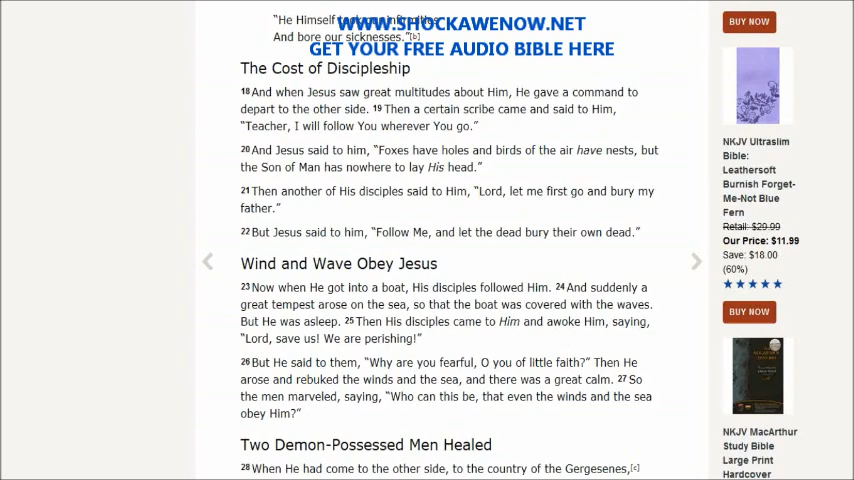 “He Himself took our infirmities
WWW.SHOCKAWENOW.NET
And bore our sicknesses.”[b]
GET YOUR FREE AUDIO BIBLE HERE
The Cost of Discipleship
18 And when Jesus saw great multitudes about Him, He gave a command to
depart to the other side. 19 Then a certain scribe came and said to Him,
“Teacher, I will follow You wherever You go.”
20 And Jesus said to him, “Foxes have holes and birds of the air have nests, but
the Son of Man has nowhere to lay His head.”
21 Then another of His disciples said to Him, “Lord, let me first go and bury my
father.”
22 But Jesus said to him, “Follow Me, and let the dead bury their own dead.”
Wind and Wave Obey Jesus
23 Now when He got into a boat, His disciples followed Him. 24 And suddenly a
great tempest arose on the sea, so that the boat was covered with the waves.
But He was asleep. 25 Then His disciples came to Him and awoke Him, saying,
“Lord, save us! We are perishing!”
26 But He said to them, “Why are you fearful, O you of little faith?” Then He
arose and rebuked the winds and the sea, and there was a great calm. 27 So
the men marveled, saying, “Who can this be, that even the winds and the sea
obey Him?”
Two Demon-Possessed Men Healed
28 When He had come to the other side, to the country of the Gergesenes,[c]
BUY NOW
NKJV Ultraslim
Bible:
Leathersoft
Burnish Forget-
Me-Not Blue
Fern
Retail: $29.99
Our Price: $11.99
Save: $18.00
(60%)
BUY NOW
NKJV MacArthur
Study Bible
Large Print
Hardcover